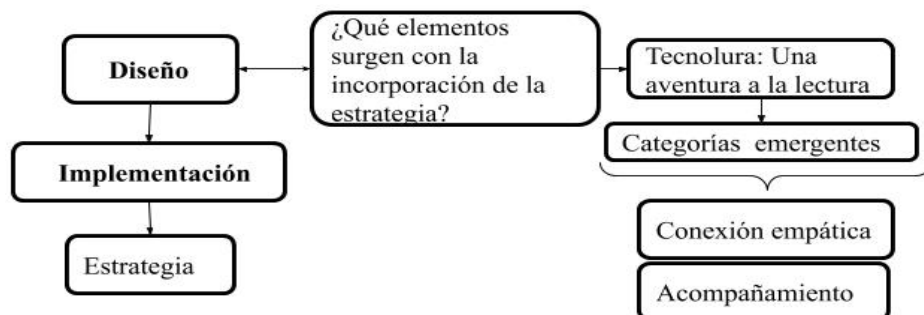 Diseño
Implementación
Estrategia
¿Qué elementos
surgen con la
incorporación de la
estrategia?
Tecnolura: Una
aventura a la lectura
Categorías emergentes
Conexión empática
Acompañamiento